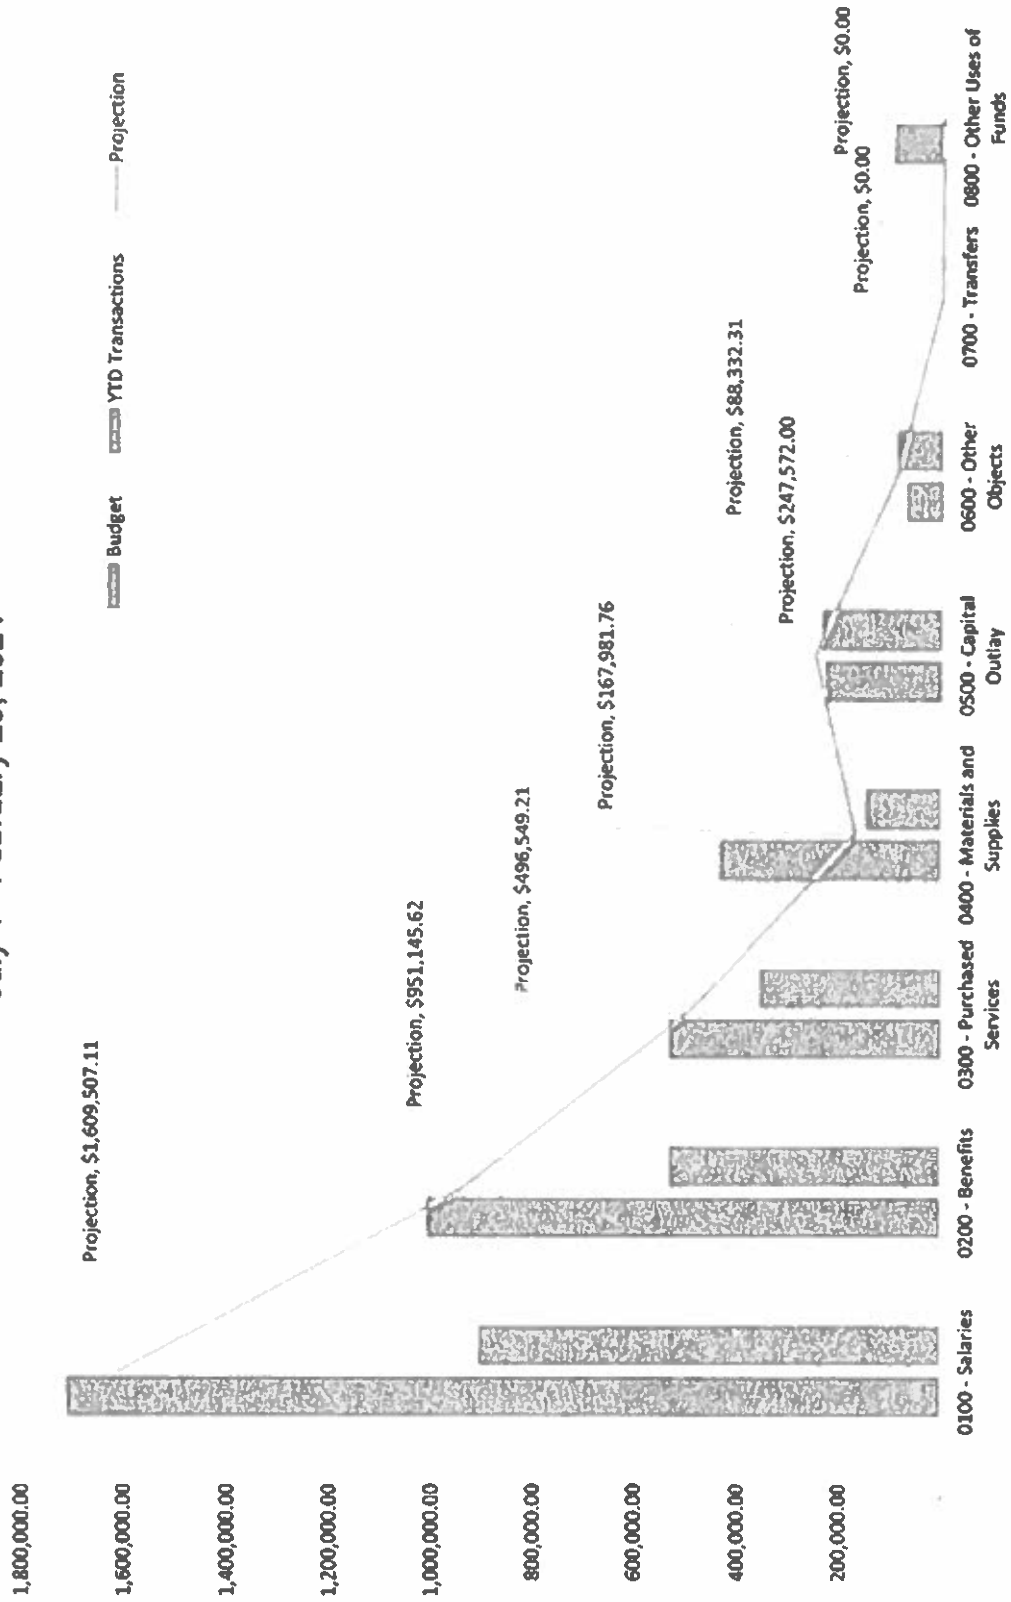 Budget
YTD Transactions
Projection
1,800,000.00
1,600,000.00
1,400,000.00
1,200,000.00
1,000,000.00
800,000.00
600,000.00
400,000.00
200,000.00
Projection, $1,609,507.11
Projection, $951,145.62
Projection, $496,549.21
Projection, $167,981.76
Projection, $247,572.00
Projection, $88,332.31
Projection, $0.00
Projection, $0.00
0100 - Salaries
0200 - Benefits
0300 - Purchased
Services
0400 - Materials and
Supplies
0500 - Capital
Outlay
0600 - Other
Objects
0700 - Transfers
0800 - Other Uses of
Funds